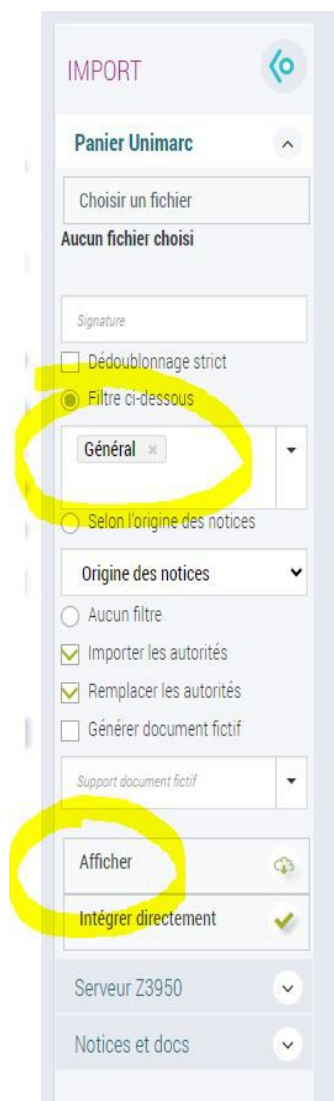 IMPORT
Panier Unimarc
Choisir un fichier
Aucun fichier choisi
Signature
Dédoublonnage strict
Filtre ci-dessous
Général ×
Selon l'origine des notices
Origine des notices
Aucun filtre
Importer les autorités
Remplacer les autorités
Générer document fictif
Support document fictif
Afficher
Intégrer directement
Serveur Z3950
Notices et docs